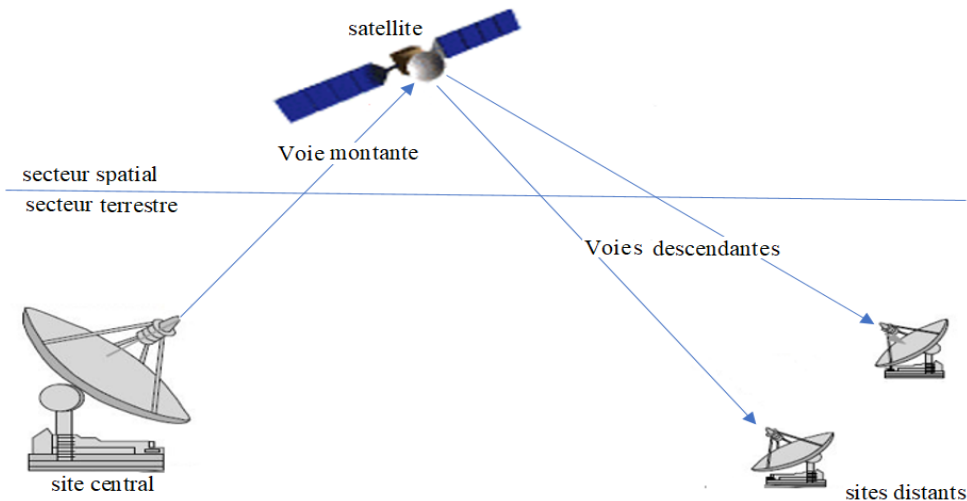 satellite
Voie montante
secteur spatial
secteur terrestre
Voies descendantes
site central
sites distants